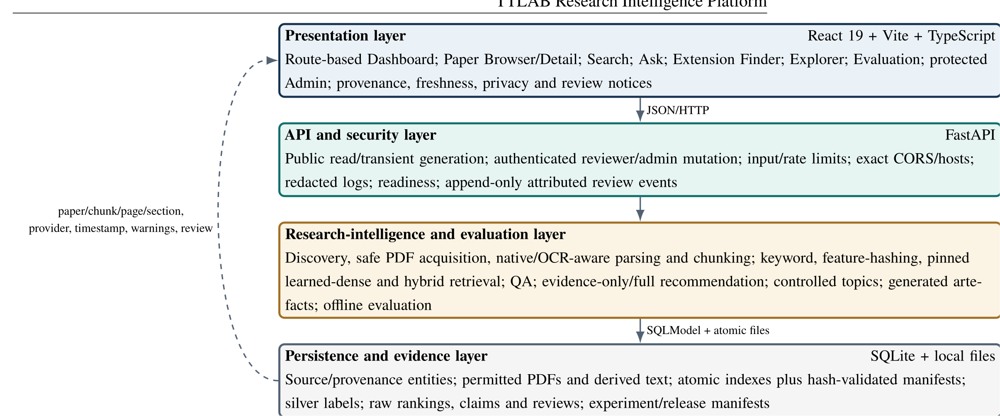 TTLAB Research Intelligence Platform
Presentation layer React 19 + Vite + TypeScript
Route-based Dashboard; Paper Browser/Detail; Search; Ask; Extension Finder; Explorer; Evaluation; protected
Admin; provenance, freshness, privacy and review notices
JSON/HTTP
API and security layer FastAPI
Public read/transient generation; authenticated reviewer/admin mutation; input/rate limits; exact CORS/hosts;
redacted logs; readiness; append-only attributed review events
paper/chunk/page/section,
provider, timestamp, warnings, review
Research-intelligence and evaluation layer
Discovery, safe PDF acquisition, native/OCR-aware parsing and chunking; keyword, feature-hashing, pinned
learned-dense and hybrid retrieval; QA; evidence-only/full recommendation; controlled topics; generated arte-
facts; offline evaluation
SQLModel + atomic files
Persistence and evidence layer SQLite + local files
Source/provenance entities; permitted PDFs and derived text; atomic indexes plus hash-validated manifests;
silver labels; raw rankings, claims and reviews; experiment/release manifests